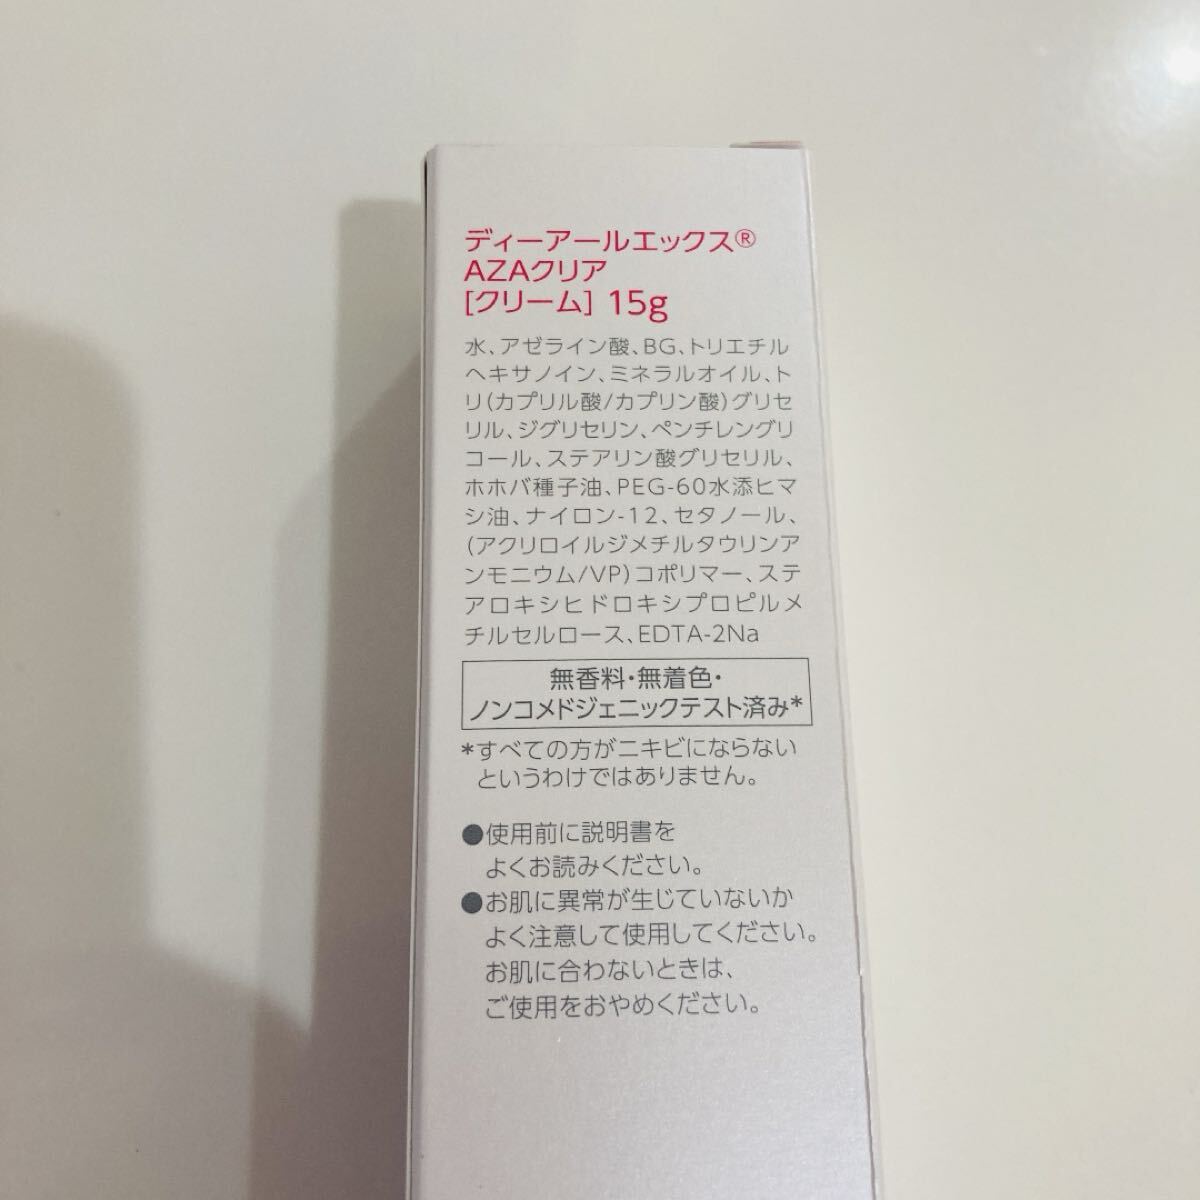 ディーアールエックス®
AZAクリア
[クリーム] 15g
水、アゼライン酸、BG、トリエチル
ヘキサノイン、ミネラルオイル、ト
リ(カプリル酸/カプリン酸)グリセ
リル、ジグリセリン、ペンチレングリ
コール、ステアリン酸グリセリル、
ホホバ種子油、PEG-60水添ヒマ
シ油、ナイロン-12、セタノール、
(アクリロイルジメチルタウリンア
ンモニウム/VP)コポリマー、ステ
アロキシヒドロキシプロピルメ
チルセルロース、EDTA-2Na
無香料・無着色・
ノンコメドジェニックテスト済み*
*すべての方がニキビにならない
というわけではありません。
●使用前に説明書を
よくお読みください。
●お肌に異常が生じていないか
よく注意して使用してください。
お肌に合わないときは、
ご使用をおやめください。